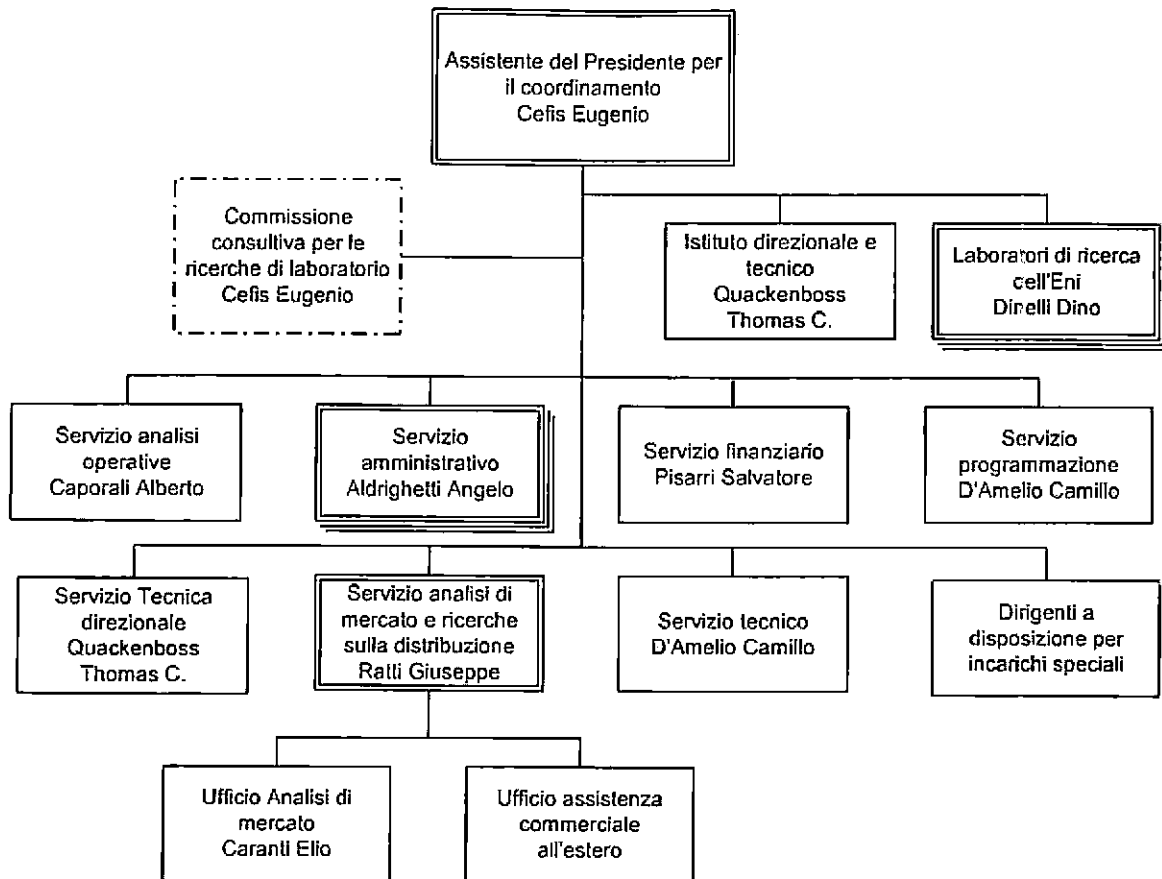 Assistente del Presidente per
il coordinamento
Cefis Eugenio
Commissione
consultiva per le
ricerche di laboratorio
Cefis Eugenio
Istituto direzionale e
tecnico
Quackenboss
Thomas C.
Laboratori di ricerca
cell'Eni
Dinelli Dino
Servizio analisi
operative
Caporali Alberto
Servizio
amministrativo
Aldrighetti Angelo
Servizio finanziario
Pisarri Salvatore
Servizio
programmazione
D'Amelio Camillo
Servizio Tecnica
direzionale
Quackenboss
Thomas C.
Servizio analisi di
mercato e ricerche
sulla distribuzione
Ratti Giuseppe
Servizio tecnico
D'Amelio Camillo
Dirigenti a
disposizione per
incarichi speciali
Ufficio Analisi di
mercato
Caranti Elio
Ufficio assistenza
commerciale
all'estero